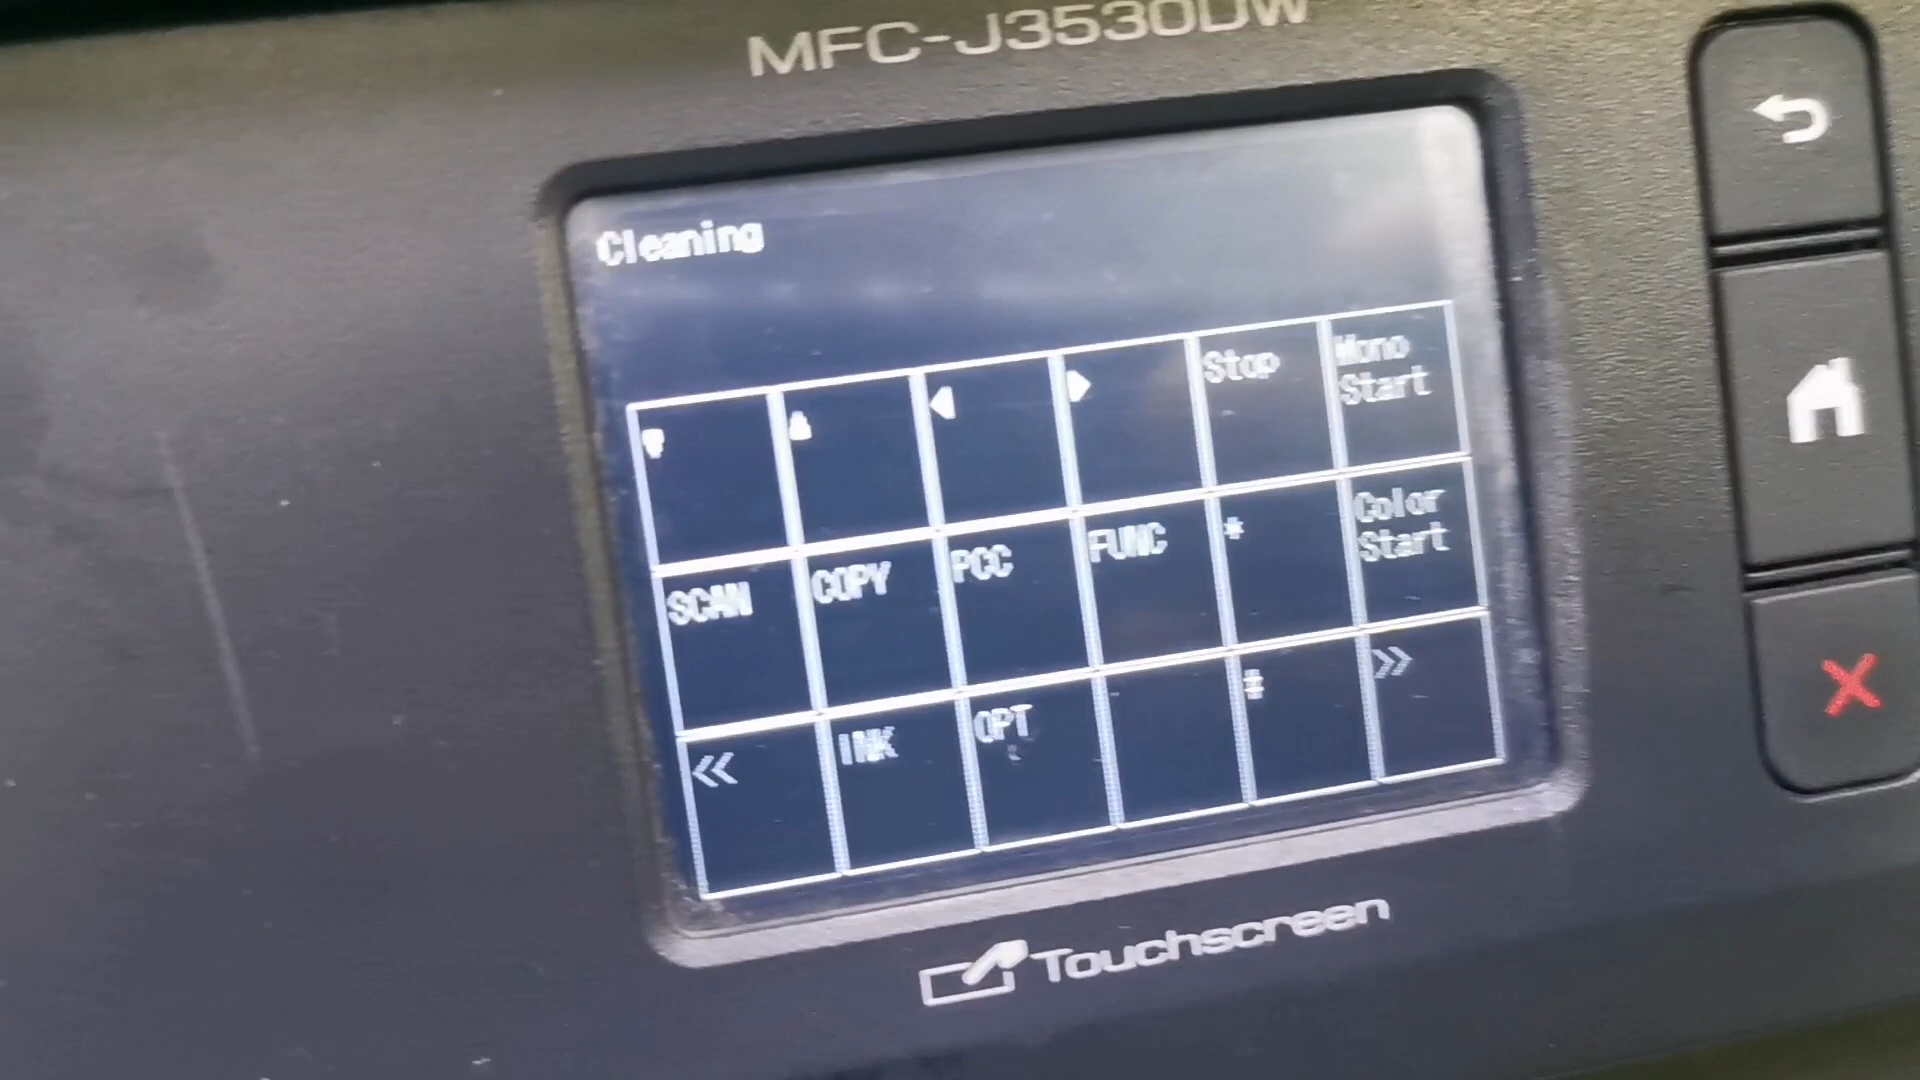 MFC-J3530DW
Cleaning
Stop
Mono
Start
SCAN
COPY
PCC
FUNC
*
Color
Start
<<
INK
OPT
#
>>
Touchscreen